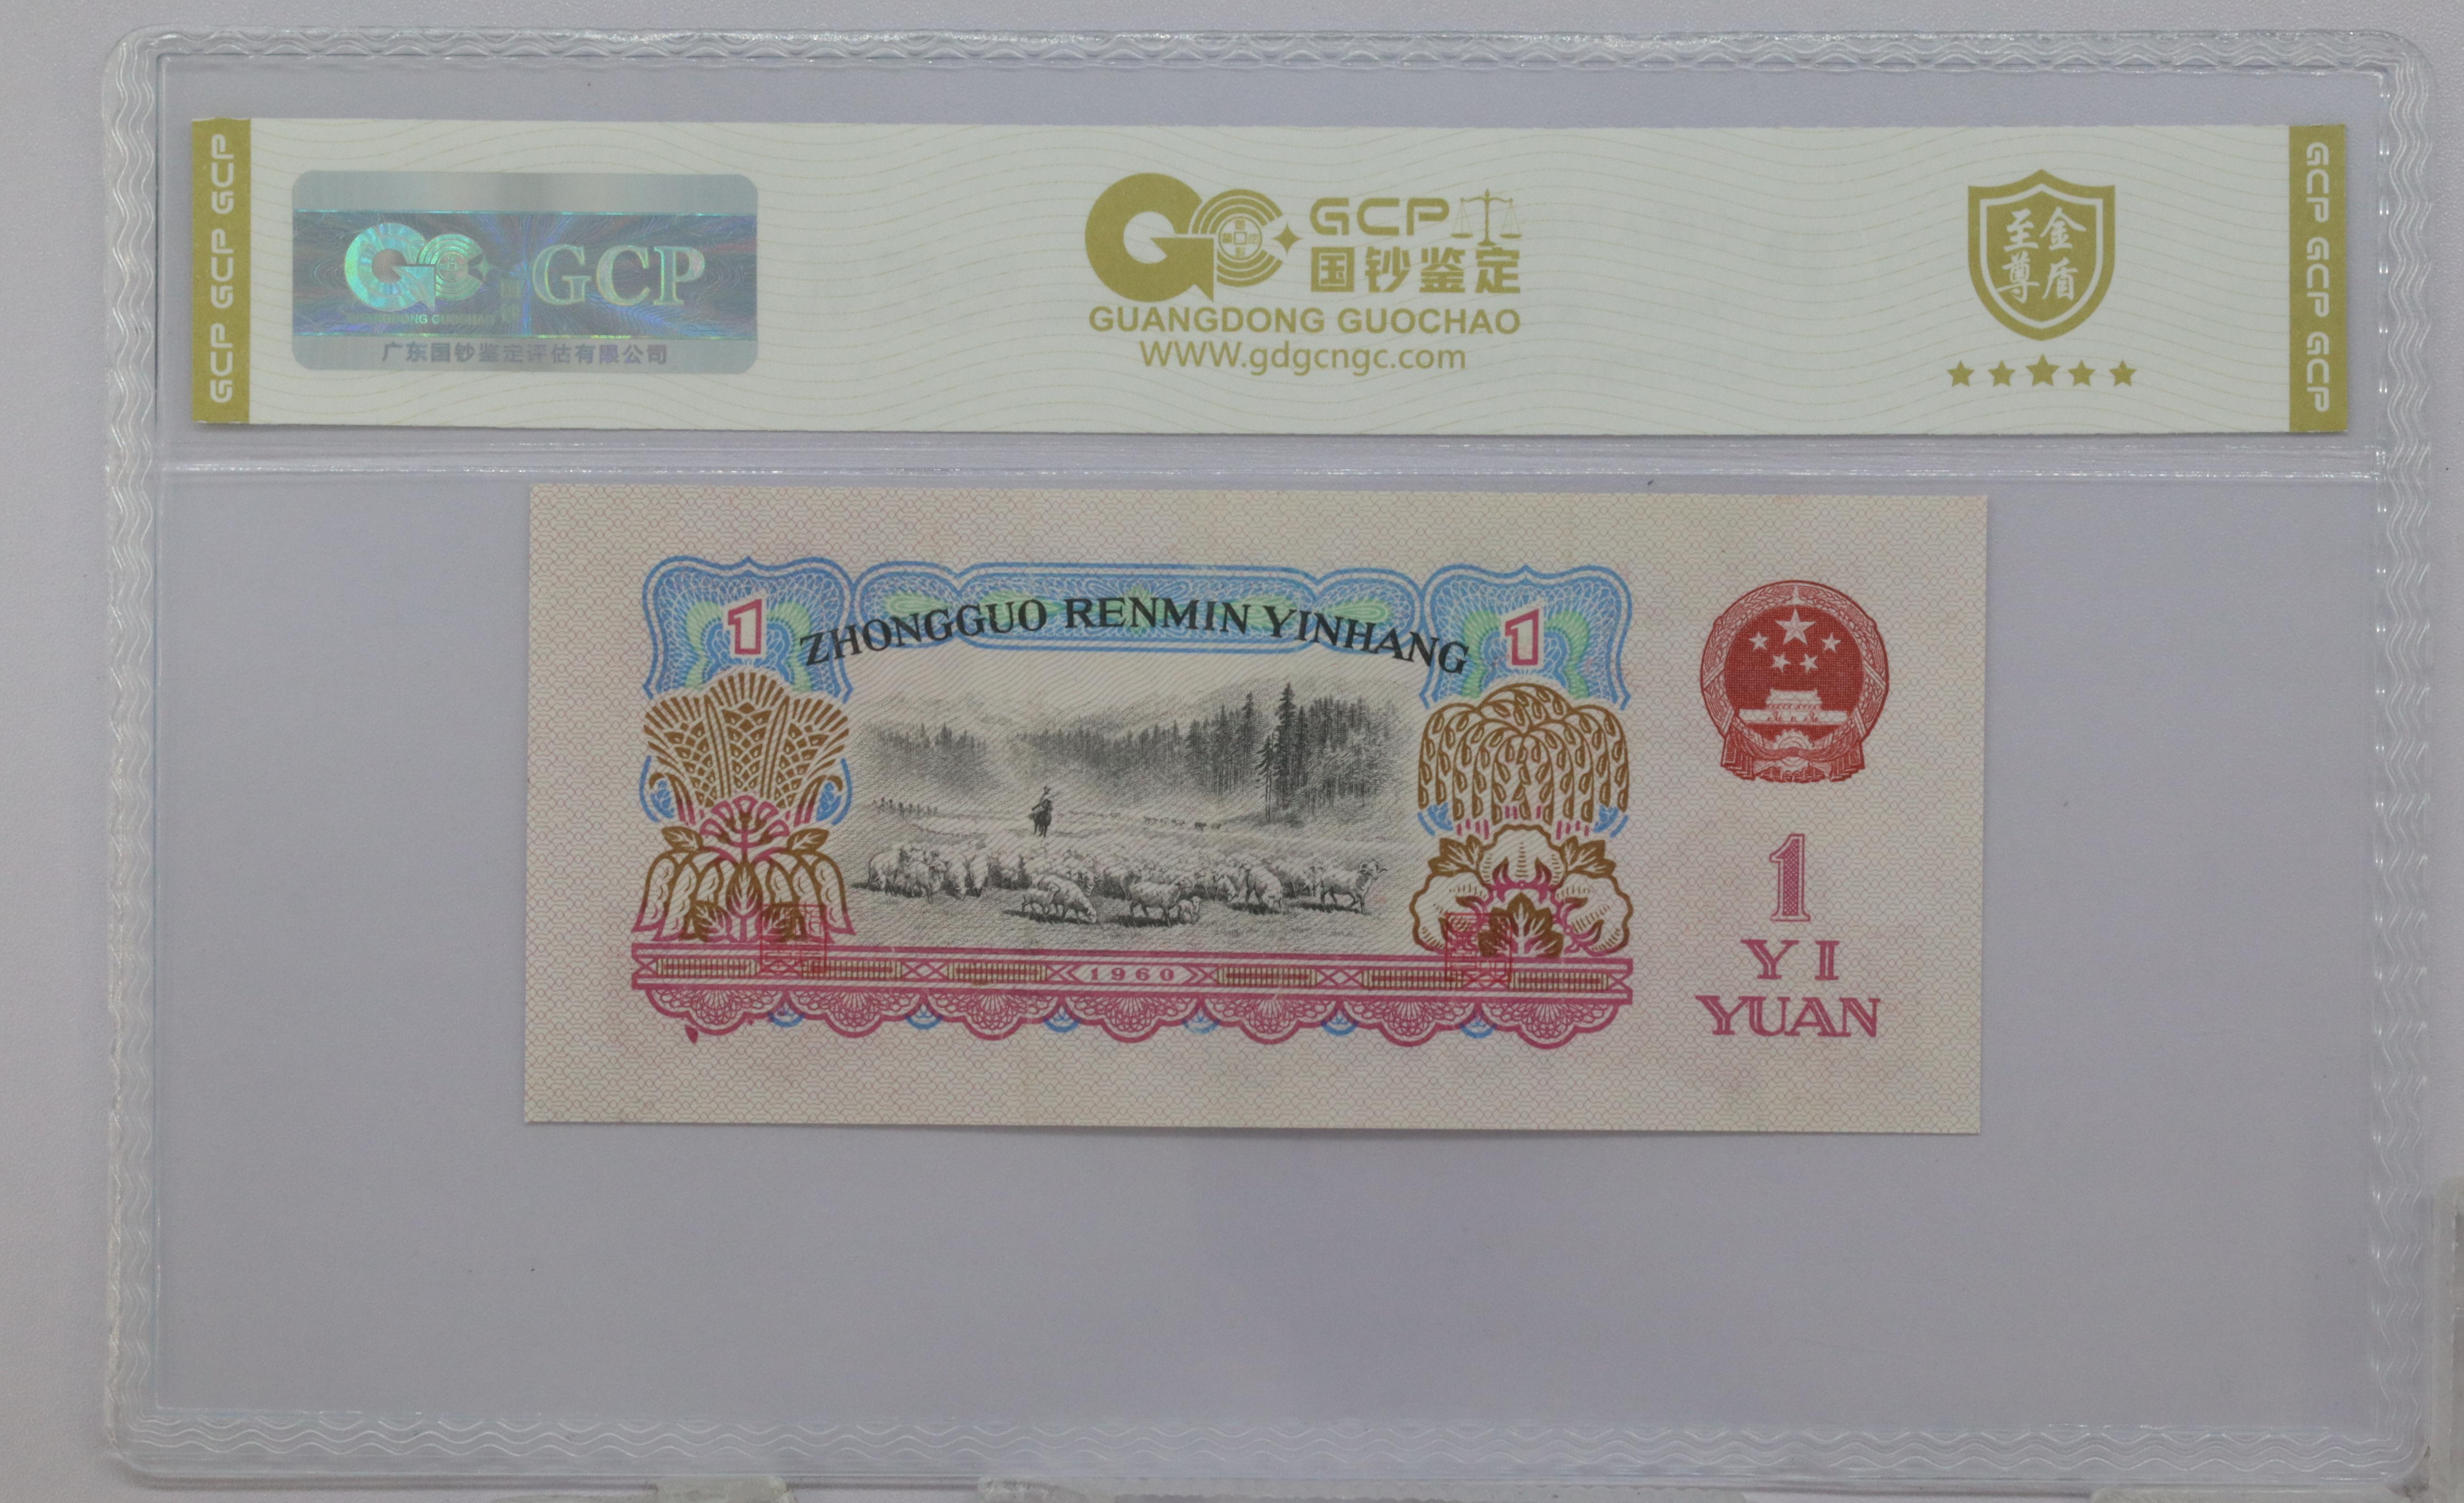 GCP GCP GCP
GCP
GUANGDONG GUOCHAO
广东国钞鉴定评估有限公司
GCP
国钞鉴定
GUANGDONG GUOCHAO
WWW.gdgcngc.com
至金
尊盾
GCP GCP GCP
1
ZHONGGUO RENMIN YINHANG
1
1960
1
YI
YUAN